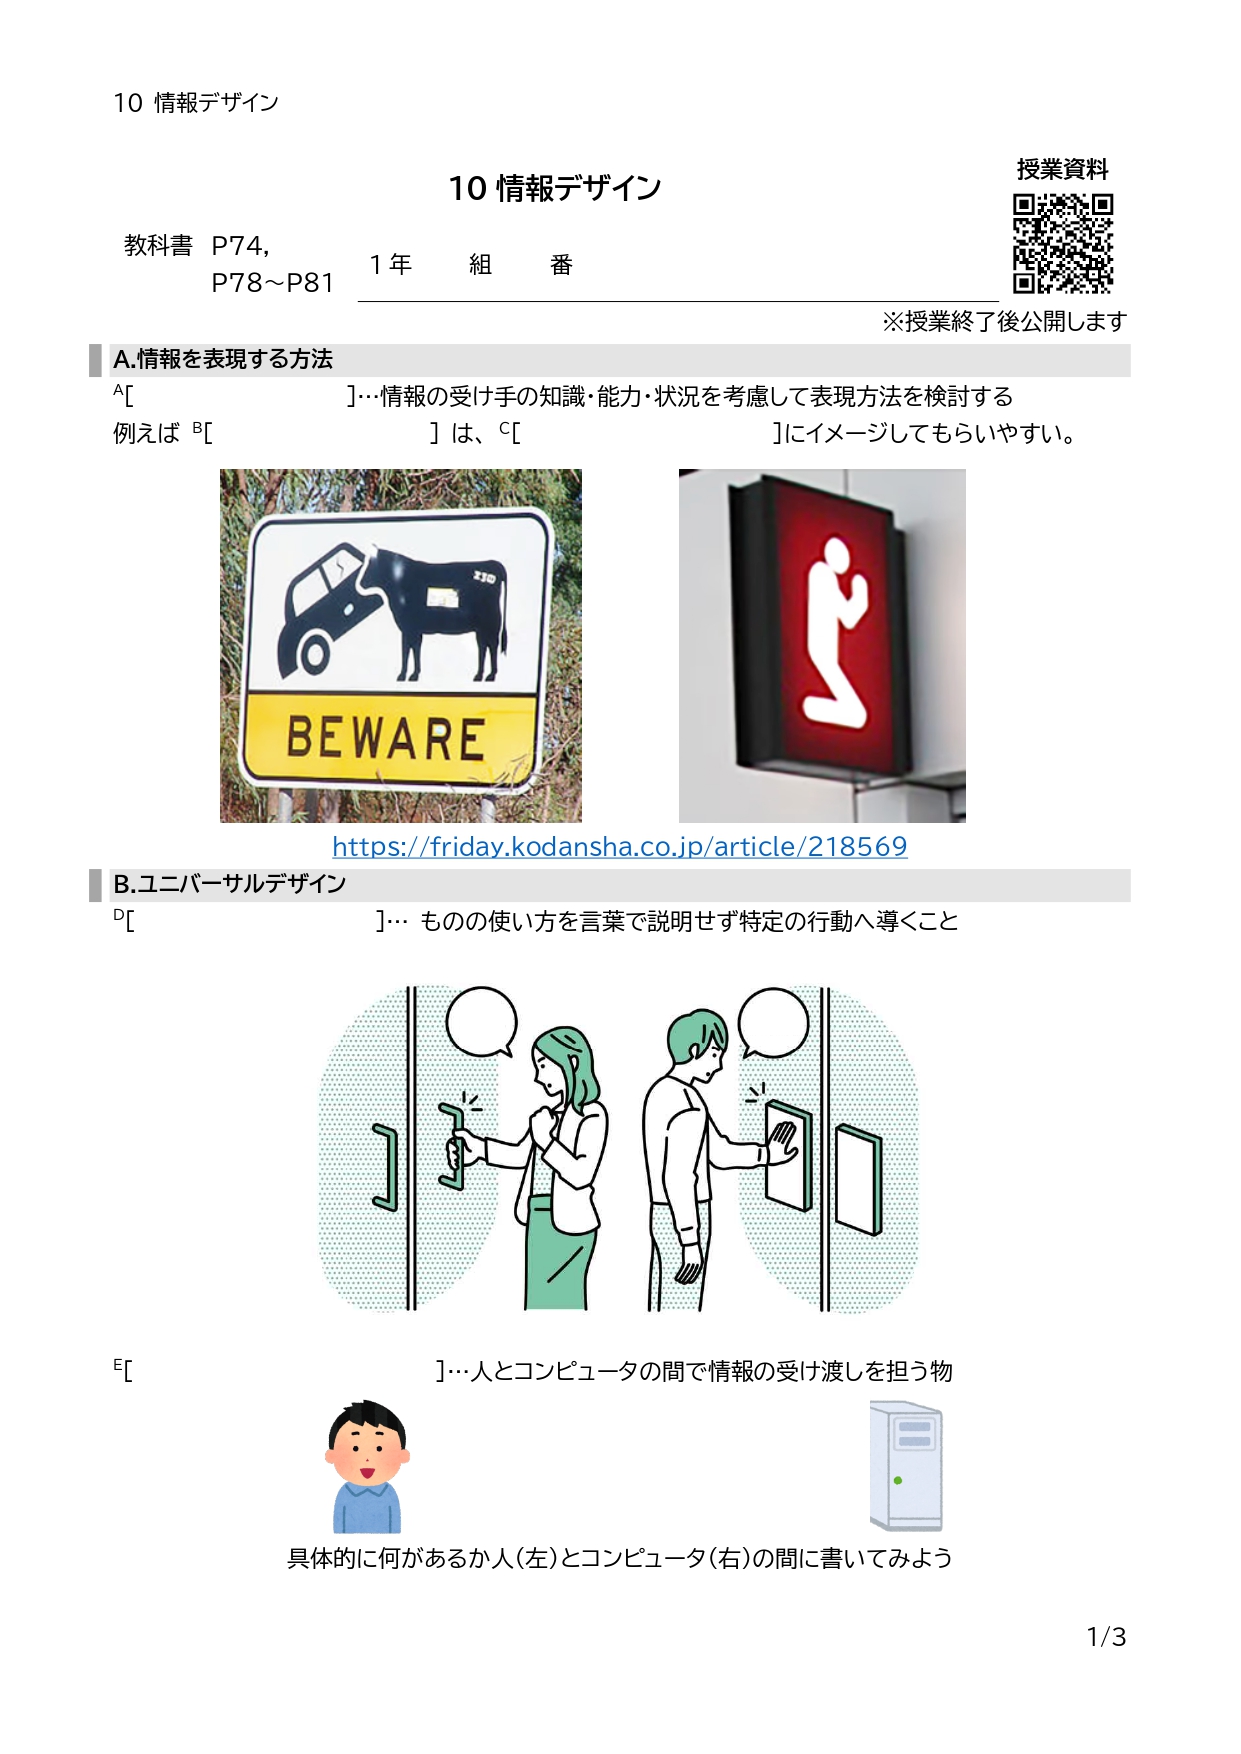 10 情報デザイン
授業資料
10 情報デザイン
教科書 P74,
P78～P81
1年 組 番
※授業終了後公開します
A.情報を表現する方法
A[ ]…情報の受け手の知識・能力・状況を考慮して表現方法を検討する
例えば B[ ] は、C[ ]にイメージしてもらいやすい。
BEWARE
https://friday.kodansha.co.jp/article/218569
B.ユニバーサルデザイン
D[ ]… ものの使い方を言葉で説明せず特定の行動へ導くこと
E[ ]…人とコンピュータの間で情報の受け渡しを担う物
具体的に何があるか人（左）とコンピュータ（右）の間に書いてみよう
1/3